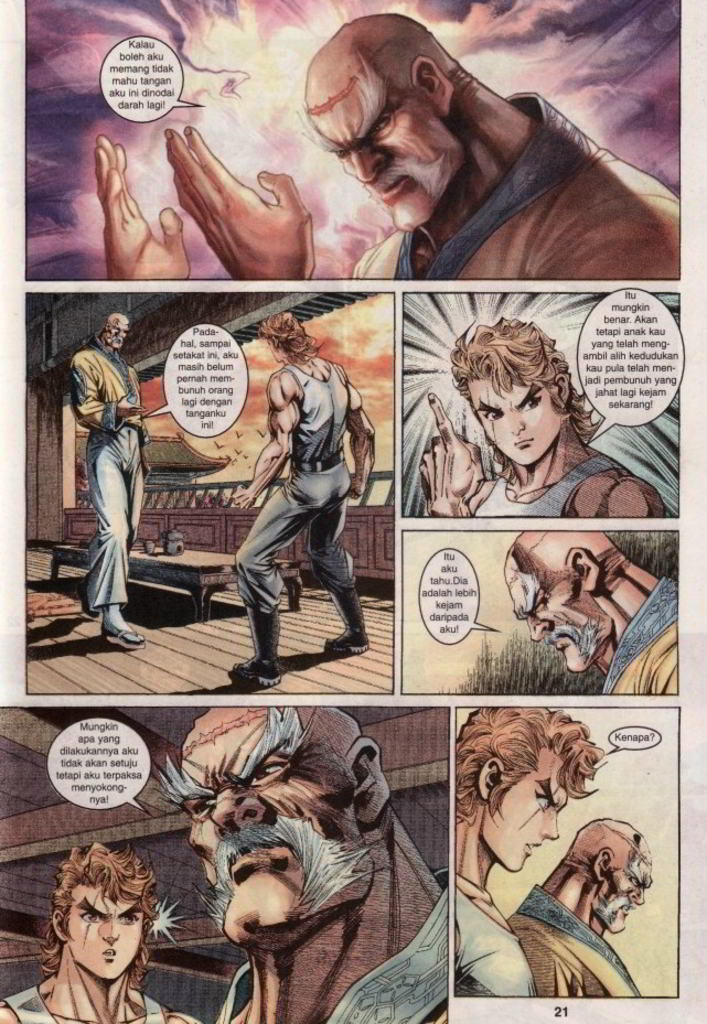 Kalau
boleh aku
memang tidak
mahu tangan
aku ini dinodai
darah lagi!
Pada-
hal, sampai
setakat ini, aku
masih belum
pernah mem-
bunuh orang
lagi dengan
tanganku
ini!
Itu
mungkin
benar. Akan
tetapi anak kau
yang telah meng-
ambil alih kedudukan
kau pula telah men-
jadi pembunuh yang
jahat lagi kejam
sekarang!
Itu
aku
tahu.Dia
adalah lebih
kejam
daripada
aku!
Mungkin
apa yang
dilakukannya aku
tidak akan setuju
tetapi aku terpaksa
menyokong-
nya!
Kenapa?
21